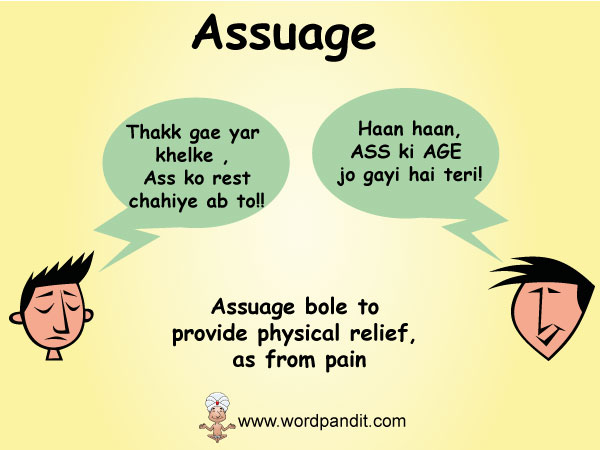 Assuage
Thakk gae yar
khelke ,
Ass ko rest
chahiye ab to!!
Haan haan,
ASS ki AGE
jo gayi hai teri!
Assuage bole to
provide physical relief,
as from pain
www.wordpandit.com